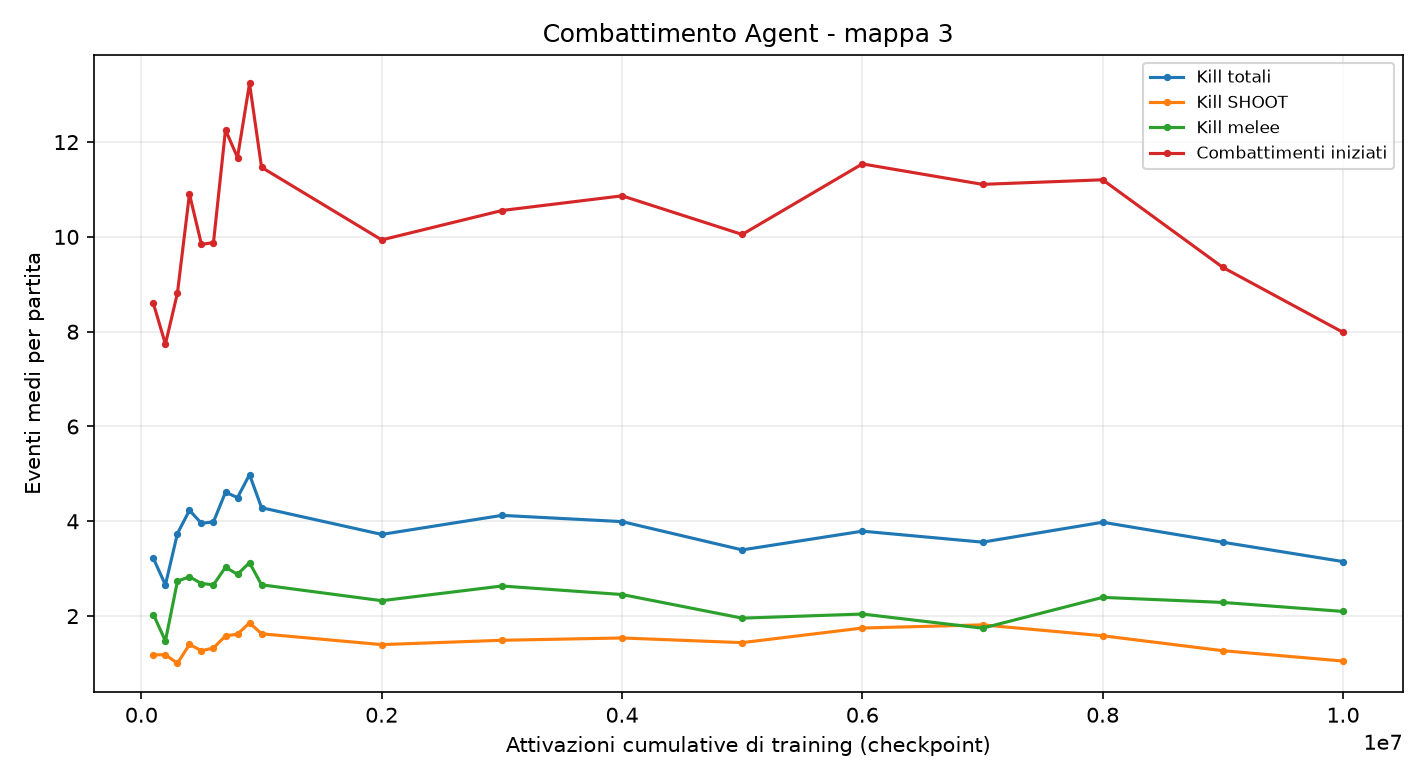 Combattimento Agent - mappa 3
Kill totali
Kill SHOOT
Kill melee
Combattimenti iniziati
Eventi medi per partita
12
10
8
6
4
2
0.0 0.2 0.4 0.6 0.8 1.0
1e7
Attivazioni cumulative di training (checkpoint)